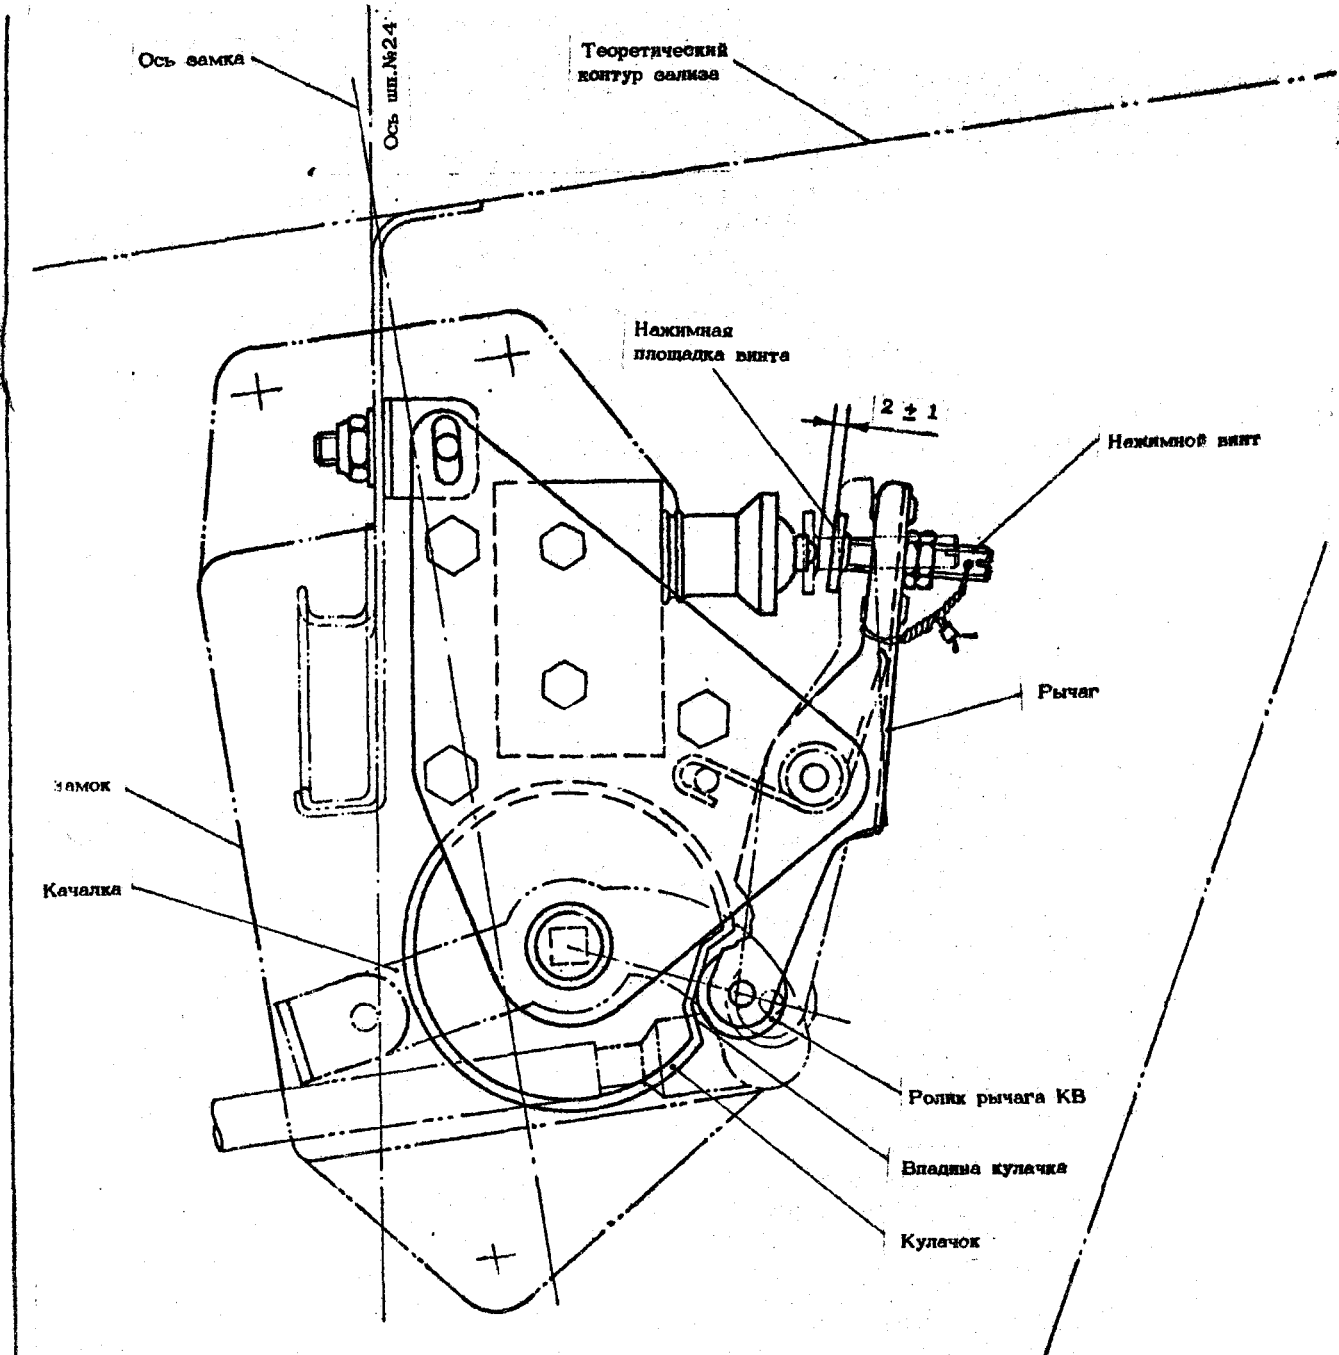 Ось замка
Ось шп.№24
Теоретический
контур зализа
Нажимная
площадка винта
2 ± 1
Нажимной винт
Рычаг
замок
Качалка
Ролик рычага КВ
Впадина кулачка
Кулачок